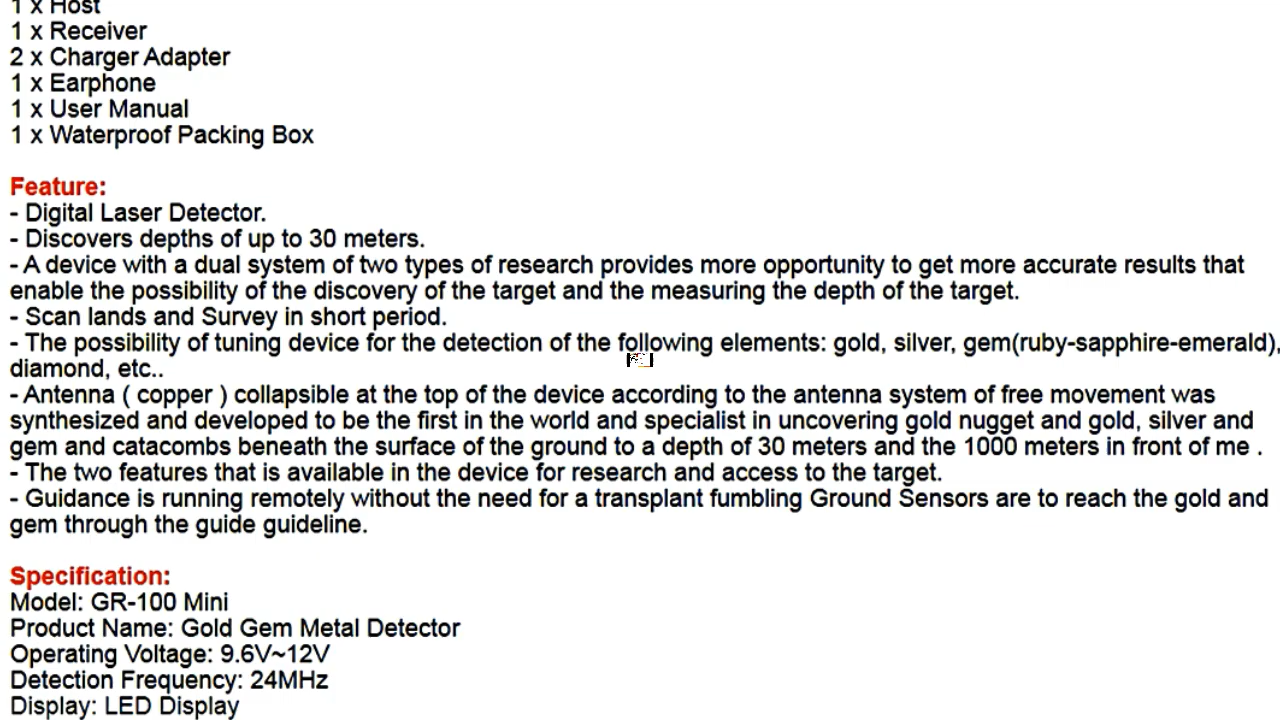 1 x Host
1 x Receiver
2 x Charger Adapter
1 x Earphone
1 x User Manual
1 x Waterproof Packing Box
Feature:
- Digital Laser Detector.
- Discovers depths of up to 30 meters.
- A device with a dual system of two types of research provides more opportunity to get more accurate results that
enable the possibility of the discovery of the target and the measuring the depth of the target.
- Scan lands and Survey in short period.
- The possibility of tuning device for the detection of the following elements: gold, silver, gem(ruby-sapphire-emerald),
diamond, etc..
- Antenna ( copper ) collapsible at the top of the device according to the antenna system of free movement was
synthesized and developed to be the first in the world and specialist in uncovering gold nugget and gold, silver and
gem and catacombs beneath the surface of the ground to a depth of 30 meters and the 1000 meters in front of me .
- The two features that is available in the device for research and access to the target.
- Guidance is running remotely without the need for a transplant fumbling Ground Sensors are to reach the gold and
gem through the guide guideline.
Specification:
Model: GR-100 Mini
Product Name: Gold Gem Metal Detector
Operating Voltage: 9.6V~12V
Detection Frequency: 24MHz
Display: LED Display